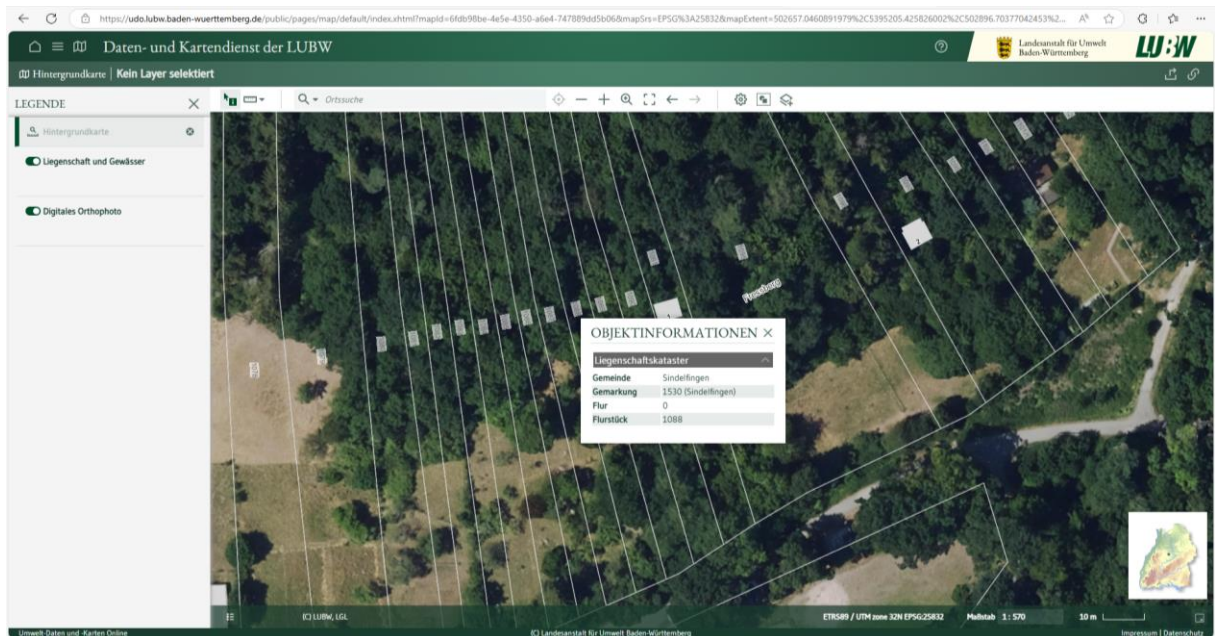 https://udo.lubw.baden-wuerttemberg.de/public/pages/map/default/index.xhtml?mapId=6fdb98be-4e5e-4350-a6e4-747889dd5b06&mapSrs=EPSG%3A25832&mapExtent=502657.0460891979%2C5395205.425826002%2C502896.70377042453%2...
Daten- und Kartendienst der LUBW
Landesanstalt für Umwelt
Baden-Württemberg
LU:W
Hintergrundkarte | Kein Layer selektiert
LEGENDE
Ortssuche
Hintergrundkarte
Liegenschaft und Gewässer
Digitales Orthophoto
2
Fronsberg
1
OBJEKTINFORMATIONEN
Liegenschaftskataster
Gemeinde Sindelfingen
Gemarkung 1530 (Sindelfingen)
Flur 0
Flurstück 1088
(C) LUBW, LGL
ETRS89 / UTM zone 32N EPSG:25832
Maßstab 1 : 570
10 m
Umwelt-Daten und -Karten Online
(C) Landesanstalt für Umwelt Baden-Württemberg
Impressum | Datenschutz